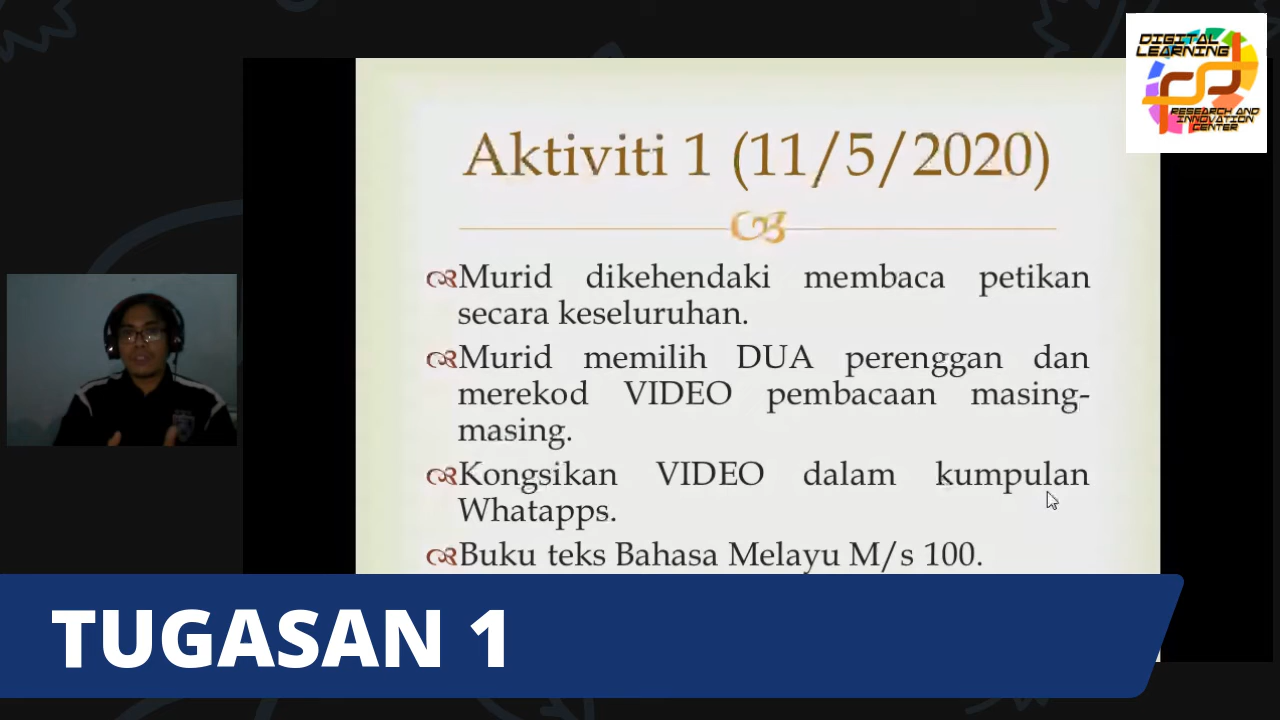 DIGITAL
LEARNING
RESEARCH AND
INNOVATION
CENTER
Aktiviti 1 (11/5/2020)
Murid dikehendaki membaca petikan
secara keseluruhan.
Murid memilih DUA perenggan dan
merekod VIDEO pembacaan masing-
masing.
Kongsikan VIDEO dalam kumpulan
Whatapps.
Buku teks Bahasa Melayu M/s 100.
TUGASAN 1